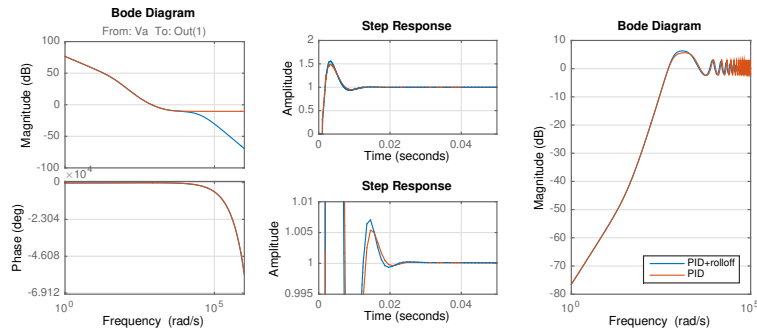 Bode Diagram
From: Va To: Out(1)
Magnitude (dB)
100
50
0
-50
-100
×10⁴
Phase (deg)
0
-2.304
-4.608
-6.912
10⁰
10⁵
Frequency (rad/s)
Step Response
Amplitude
2
1.5
1
0.5
0
0
0.02
0.04
Time (seconds)
Step Response
Amplitude
1.01
1.005
1
0.995
0
0.02
0.04
Time (seconds)
Bode Diagram
Magnitude (dB)
10
0
-10
-20
-30
-40
-50
-60
-70
-80
PID+rolloff
PID
10⁰
10⁵
Frequency (rad/s)